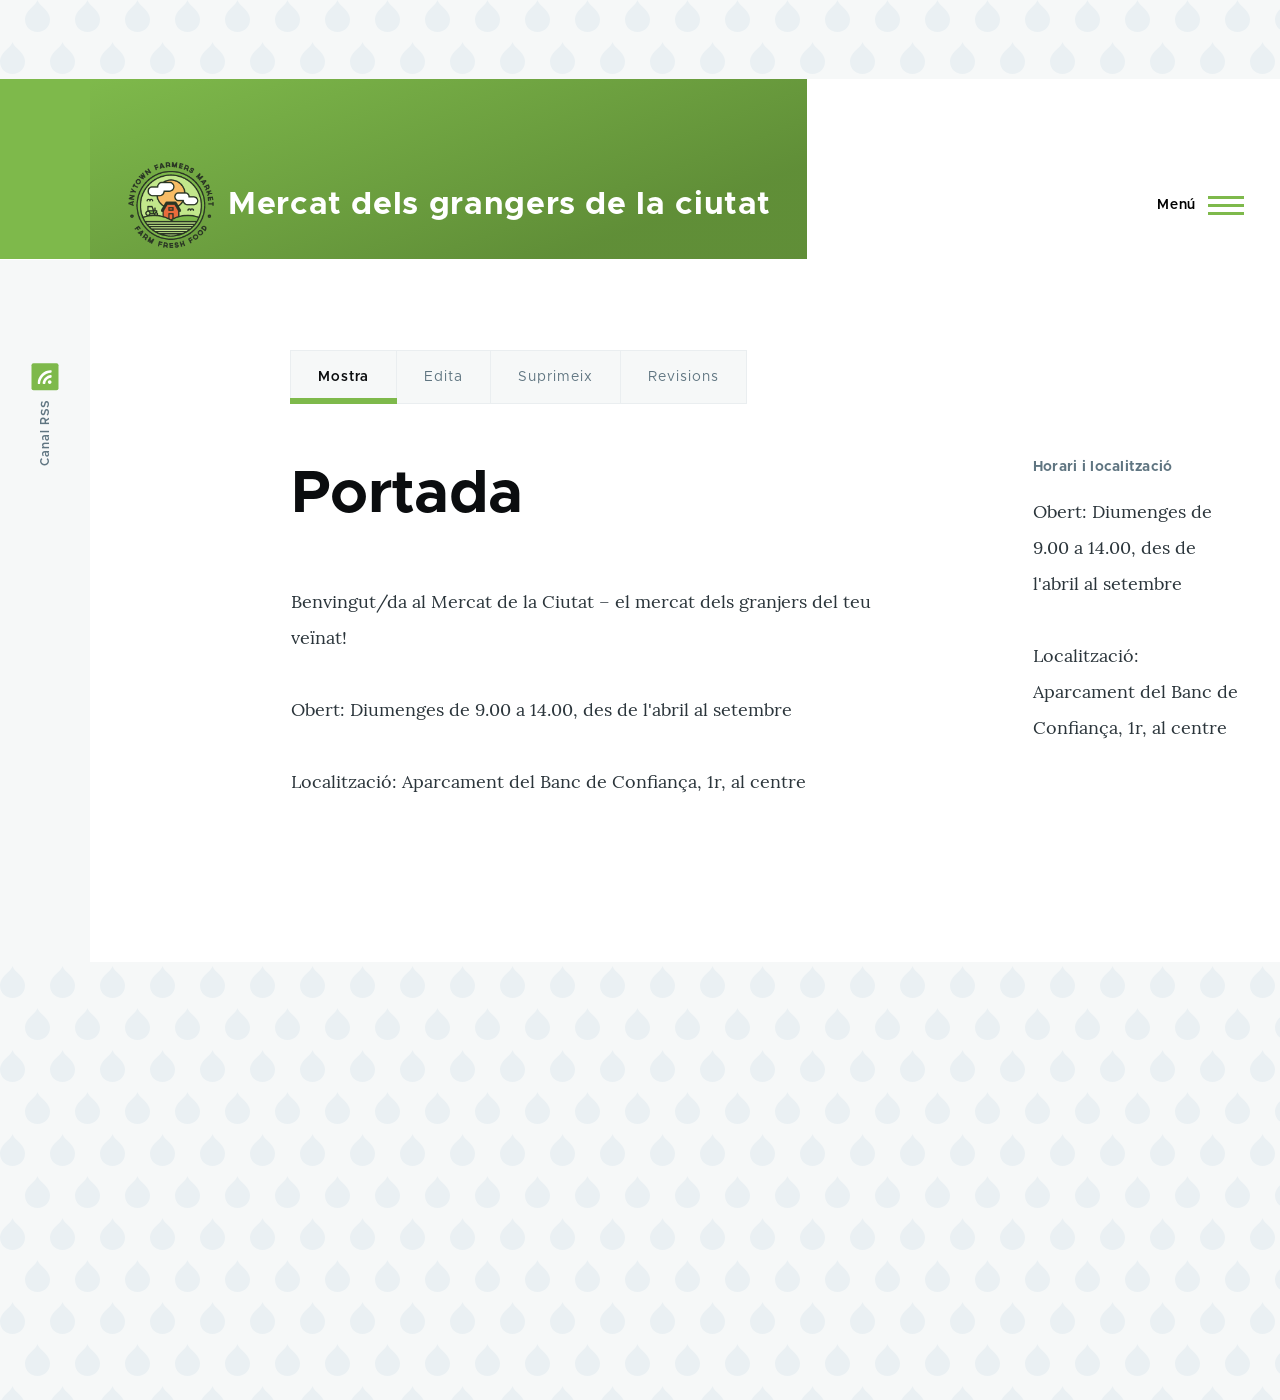 ANYTOWN FARMERS MARKET
FARM FRESH FOOD
Mercat dels grangers de la ciutat
Menú
Canal RSS
Mostra
Edita
Suprimeix
Revisions
Portada
Benvingut/da al Mercat de la Ciutat – el mercat dels granjers del teu
veïnat!
Obert: Diumenges de 9.00 a 14.00, des de l'abril al setembre
Localització: Aparcament del Banc de Confiança, 1r, al centre
Horari i localització
Obert: Diumenges de
9.00 a 14.00, des de
l'abril al setembre
Localització:
Aparcament del Banc de
Confiança, 1r, al centre